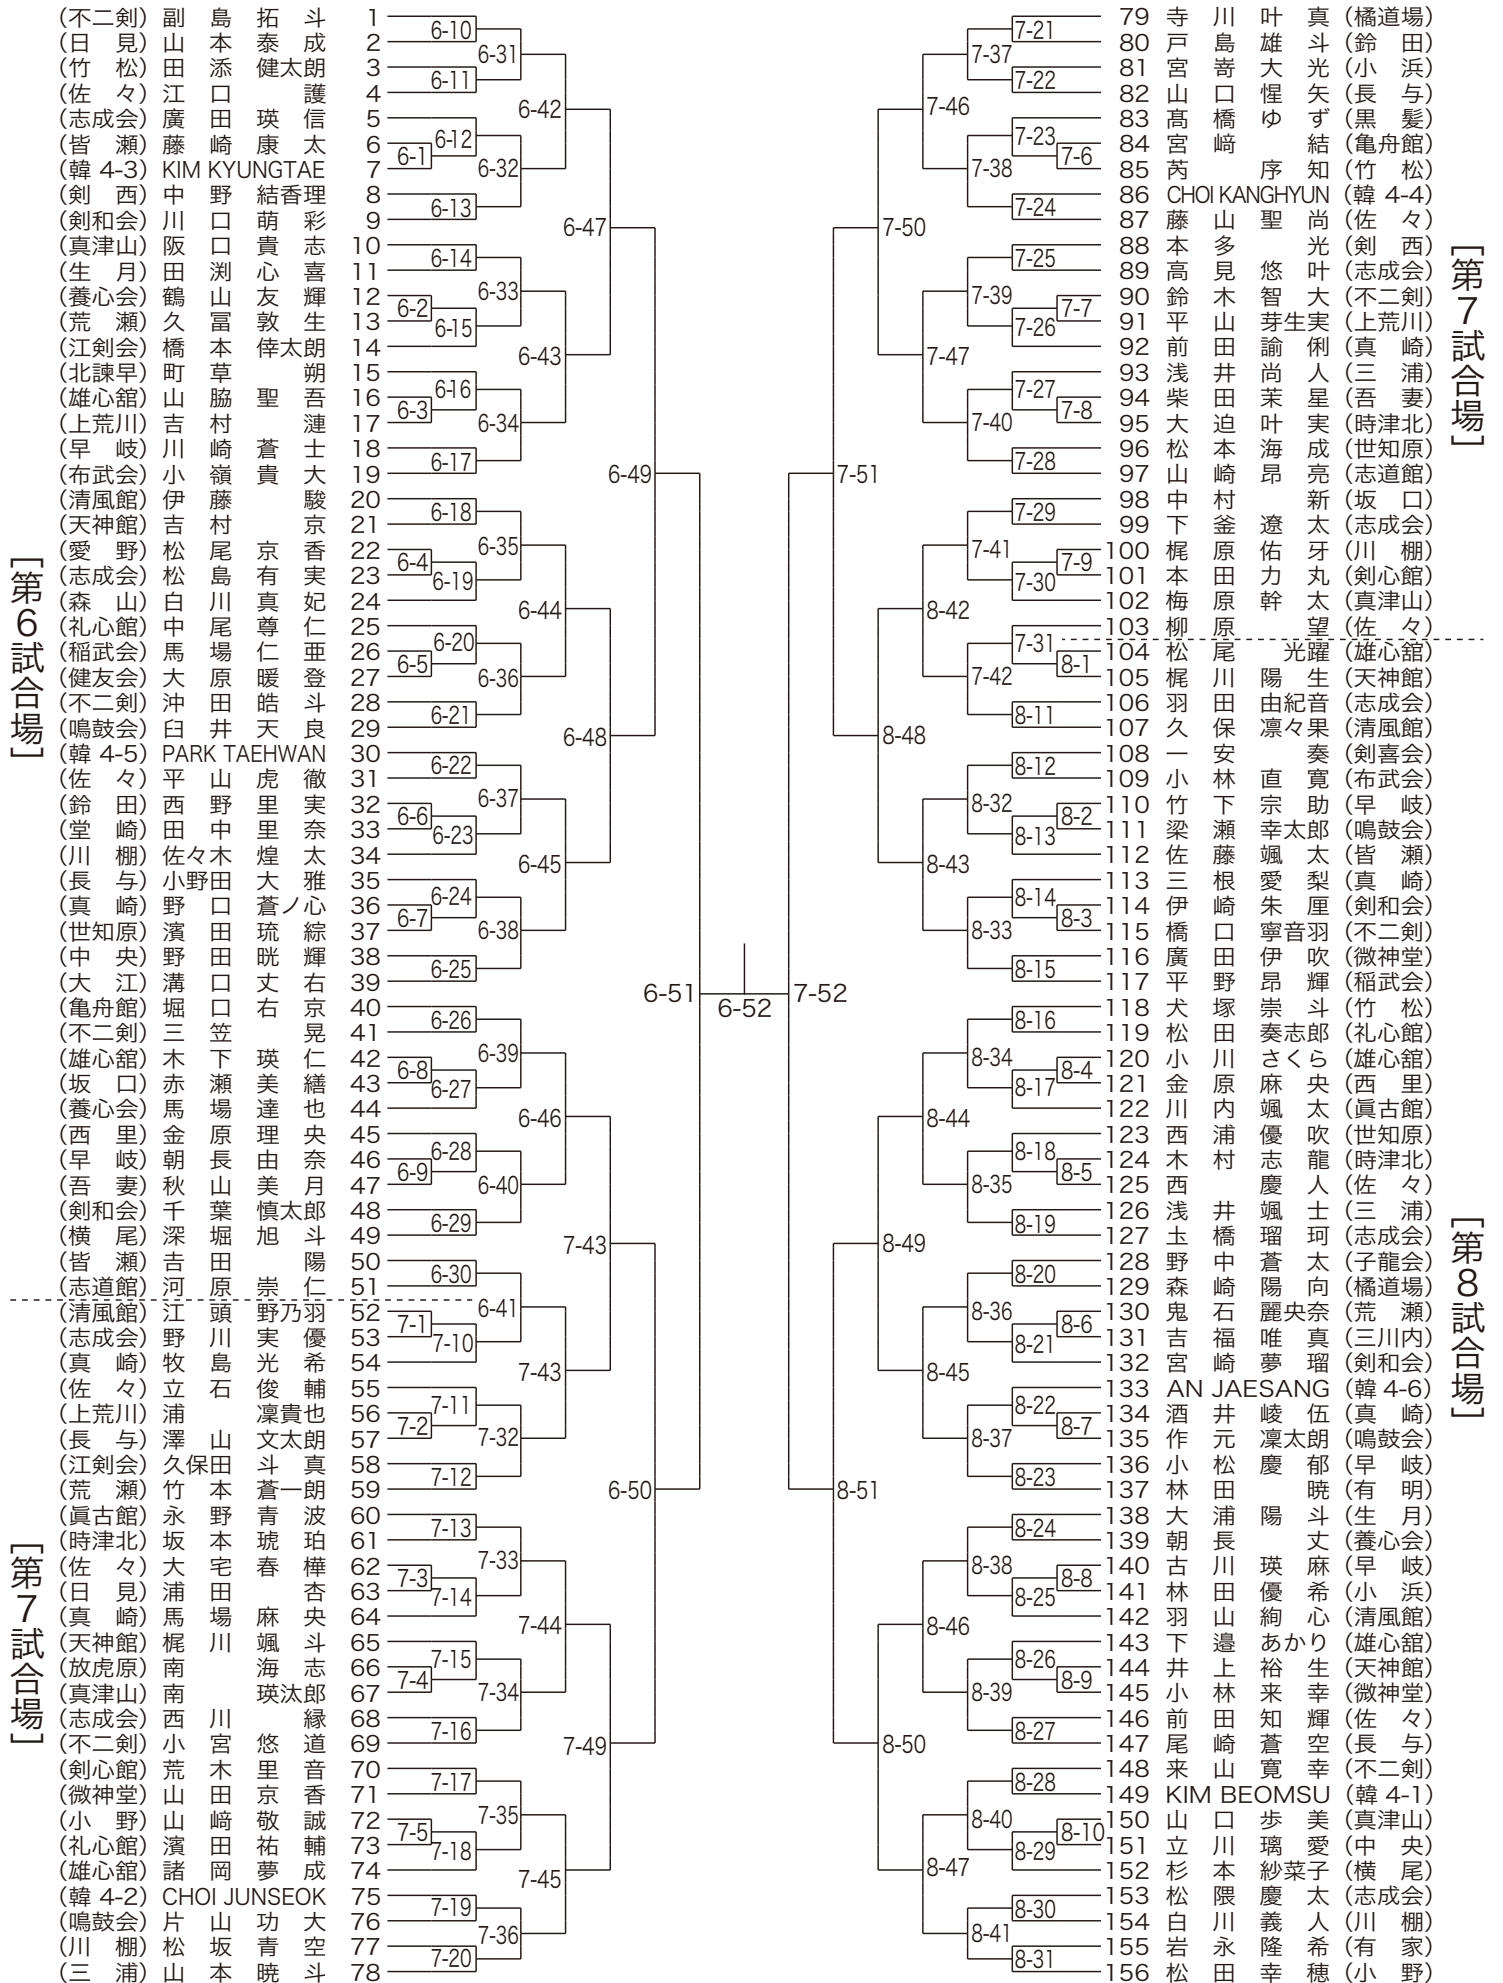 (不二剣) 副島拓斗 1
(日見) 山本泰成 2
(竹松) 田添健太朗 3
(佐々) 江口護 4
(志成会) 廣田瑛信 5
(皆瀬) 藤崎康太 6
(韓 4-3) KIM KYUNGTAE 7
(剣西) 中野結香理 8
(剣和会) 川口萌彩 9
(真津山) 阪口貴志 10
(生月) 田渕心喜 11
(養心会) 鶴山友輝 12
(荒瀬) 久冨敦生 13
(江剣会) 橋本倖太朗 14
(北諫早) 町草朔 15
(雄心舘) 山脇聖吾 16
(上荒川) 吉村漣 17
(早岐) 川崎蒼士 18
(布武会) 小嶺貴大 19
(清風館) 伊藤駿 20
(天神館) 吉村京 21
(愛野) 松尾京香 22
(志成会) 松島有実 23
(森山) 白川真妃 24
(礼心館) 中尾尊仁 25
(稲武会) 馬場仁亜 26
(健友会) 大原暖登 27
(不二剣) 沖田皓斗 28
(鳴鼓会) 臼井天良 29
(韓 4-5) PARK TAEHWAN 30
(佐々) 平山虎徹 31
(鈴田) 西野里実 32
(堂崎) 田中里奈 33
(川棚) 佐々木煌太 34
(長与) 小野田大雅 35
(真崎) 野口蒼ノ心 36
(世知原) 濱田琉綜 37
(中央) 野田晄輝 38
(大江) 溝口丈右 39
(亀舟館) 堀口右京 40
(不二剣) 三笠晃 41
(雄心舘) 木下瑛仁 42
(坂口) 赤瀬美繕 43
(養心会) 馬場達也 44
(西里) 金原理央 45
(早岐) 朝長由奈 46
(吾妻) 秋山美月 47
(剣和会) 千葉慎太郎 48
(横尾) 深堀旭斗 49
(皆瀬) 𠮷田陽 50
(志道館) 河原崇仁 51
(清風館) 江頭野乃羽 52
(志成会) 野川実優 53
(真崎) 牧島光希 54
(佐々) 立石俊輔 55
(上荒川) 浦凜貴也 56
(長与) 澤山文太朗 57
(江剣会) 久保田斗真 58
(荒瀬) 竹本蒼一朗 59
(眞古館) 永野青波 60
(時津北) 坂本琥珀 61
(佐々) 大宅春樺 62
(日見) 浦田杏 63
(真崎) 馬場麻央 64
(天神館) 梶川颯斗 65
(放虎原) 南海志 66
(真津山) 南瑛汰郎 67
(志成会) 西川縁 68
(不二剣) 小宮悠道 69
(剣心館) 荒木里音 70
(微神堂) 山田京香 71
(小野) 山﨑敬誠 72
(礼心館) 濱田祐輔 73
(雄心舘) 諸岡夢成 74
(韓 4-2) CHOI JUNSEOK 75
(鳴鼓会) 片山功大 76
(川棚) 松坂青空 77
(三浦) 山本暁斗 78
[第6試合場]
[第7試合場]
6-1
6-2
6-3
6-4
6-5
6-6
6-7
6-8
6-9
7-1
7-2
7-3
7-4
7-5
6-10
6-11
6-12
6-13
6-14
6-15
6-16
6-17
6-18
6-19
6-20
6-21
6-22
6-23
6-24
6-25
6-26
6-27
6-28
6-29
6-30
7-10
7-11
7-12
7-13
7-14
7-15
7-16
7-17
7-18
7-19
7-20
6-31
6-32
6-33
6-34
6-35
6-36
6-37
6-38
6-39
6-40
6-41
7-32
7-33
7-34
7-35
7-36
6-42
6-43
6-44
6-45
6-46
7-43
7-44
7-45
6-47
6-48
7-43
7-49
6-49
6-50
6-51
6-52
7-52
7-51
8-51
7-50
8-48
8-49
8-50
7-46
7-47
8-42
8-43
8-44
8-45
8-46
8-47
7-37
7-38
7-39
7-40
7-41
7-42
8-32
8-33
8-34
8-35
8-36
8-37
8-38
8-39
8-40
8-41
7-21
7-22
7-23
7-24
7-25
7-26
7-27
7-28
7-29
7-30
7-31
8-11
8-12
8-13
8-14
8-15
8-16
8-17
8-18
8-19
8-20
8-21
8-22
8-23
8-24
8-25
8-26
8-27
8-28
8-29
8-30
8-31
7-6
7-7
7-8
7-9
8-1
8-2
8-3
8-4
8-5
8-6
8-7
8-8
8-9
8-10
79 寺川叶真 (橘道場)
80 戸島雄斗 (鈴田)
81 宮嵜大光 (小浜)
82 山口惺矢 (長与)
83 髙橋ゆず (黒髪)
84 宮﨑結 (亀舟館)
85 芮序知 (竹松)
86 CHOI KANGHYUN (韓 4-4)
87 藤山聖尚 (佐々)
88 本多光 (剣西)
89 高見悠叶 (志成会)
90 鈴木智大 (不二剣)
91 平山芽生実 (上荒川)
92 前田諭俐 (真崎)
93 浅井尚人 (三浦)
94 柴田茉星 (吾妻)
95 大迫叶実 (時津北)
96 松本海成 (世知原)
97 山崎昂亮 (志道館)
98 中村新 (坂口)
99 下釜遼太 (志成会)
100 梶原佑牙 (川棚)
101 本田力丸 (剣心館)
102 梅原幹太 (真津山)
103 柳原望 (佐々)
104 松尾光躍 (雄心舘)
105 梶川陽生 (天神館)
106 羽田由紀音 (志成会)
107 久保凛々果 (清風館)
108 一安奏 (剣喜会)
109 小林直寛 (布武会)
110 竹下宗助 (早岐)
111 梁瀬幸太郎 (鳴鼓会)
112 佐藤颯太 (皆瀬)
113 三根愛梨 (真崎)
114 伊崎朱厘 (剣和会)
115 橋口寧音羽 (不二剣)
116 廣田伊吹 (微神堂)
117 平野昂輝 (稲武会)
118 犬塚崇斗 (竹松)
119 松田奏志郎 (礼心館)
120 小川さくら (雄心舘)
121 金原麻央 (西里)
122 川内颯太 (眞古館)
123 西浦優吹 (世知原)
124 木村志龍 (時津北)
125 西慶人 (佐々)
126 浅井颯士 (三浦)
127 圡橋瑠珂 (志成会)
128 野中蒼太 (子龍会)
129 森崎陽向 (橘道場)
130 鬼石麗央奈 (荒瀬)
131 吉福唯真 (三川内)
132 宮崎夢瑠 (剣和会)
133 AN JAESANG (韓 4-6)
134 酒井崚伍 (真崎)
135 作元凜太朗 (鳴鼓会)
136 小松慶郁 (早岐)
137 林田暁 (有明)
138 大浦陽斗 (生月)
139 朝長丈 (養心会)
140 古川瑛麻 (早岐)
141 林田優希 (小浜)
142 羽山絢心 (清風館)
143 下邉あかり (雄心舘)
144 井上裕生 (天神館)
145 小林来幸 (微神堂)
146 前田知輝 (佐々)
147 尾崎蒼空 (長与)
148 来山寛幸 (不二剣)
149 KIM BEOMSU (韓 4-1)
150 山口歩美 (真津山)
151 立川璃愛 (中央)
152 杉本紗菜子 (横尾)
153 松隈慶太 (志成会)
154 白川義人 (川棚)
155 岩永隆希 (有家)
156 松田幸穂 (小野)
[第7試合場]
[第8試合場]